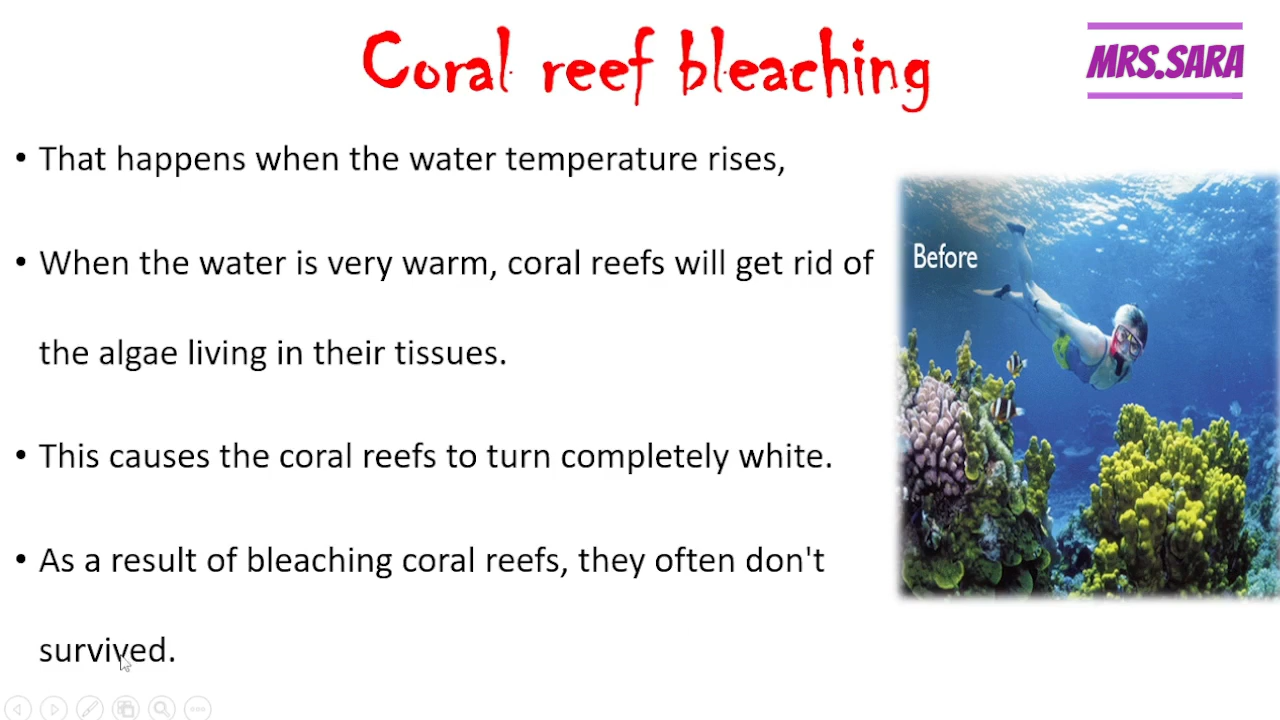 Coral reef bleaching
MRS.SARA
• That happens when the water temperature rises,
• When the water is very warm, coral reefs will get rid of
the algae living in their tissues.
• This causes the coral reefs to turn completely white.
• As a result of bleaching coral reefs, they often don't
survived.
Before